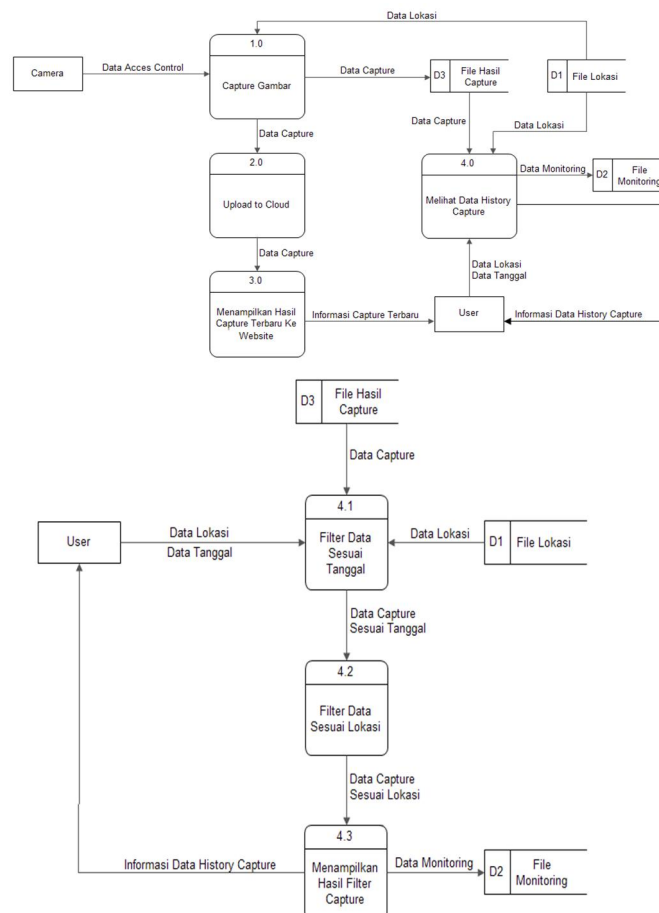 Data Lokasi
1.0
Camera
Data Acces Control
Capture Gambar
Data Capture
D3
File Hasil
Capture
D1
File Lokasi
Data Capture
Data Capture
Data Lokasi
2.0
Upload to Cloud
4.0
Melihat Data History
Capture
Data Monitoring
D2
File
Monitoring
Data Capture
Data Lokasi
Data Tanggal
3.0
Menampilkan Hasil
Capture Terbaru Ke
Website
Informasi Capture Terbaru
User
Informasi Data History Capture
D3
File Hasil
Capture
Data Capture
4.1
Filter Data
Sesuai
Tanggal
User
Data Lokasi
Data Tanggal
Data Lokasi
D1
File Lokasi
Data Capture
Sesuai Tanggal
4.2
Filter Data
Sesuai Lokasi
Data Capture
Sesuai Lokasi
4.3
Menampilkan
Hasil Filter
Capture
Informasi Data History Capture
Data Monitoring
D2
File
Monitoring